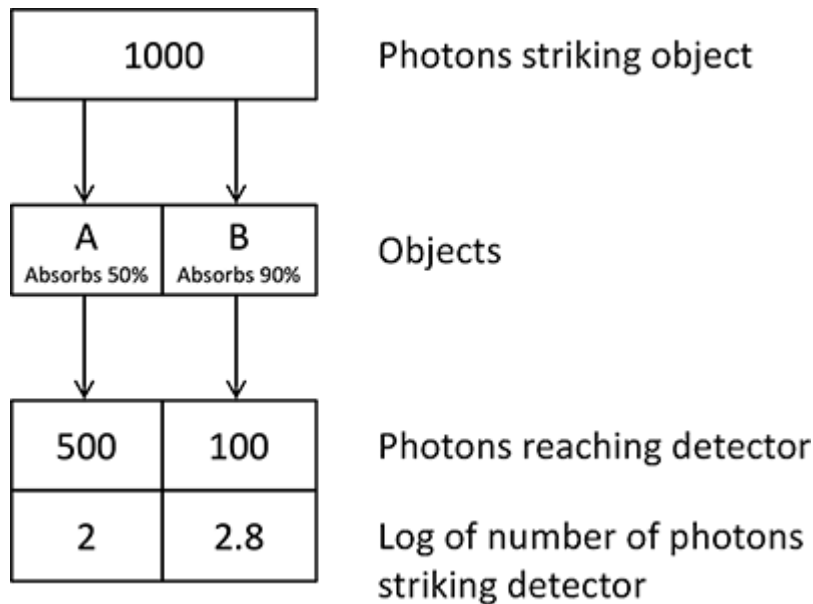 1000 Photons striking object
A B Objects
Absorbs 50% Absorbs 90%
500 100 Photons reaching detector
2 2.8 Log of number of photons
striking detector